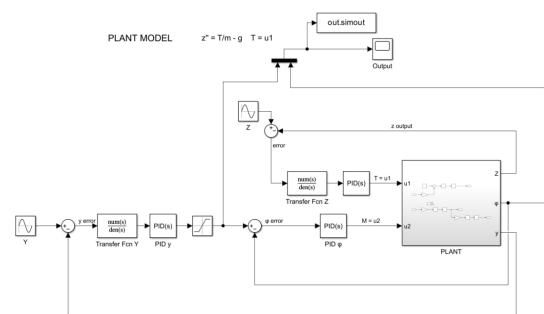 out.simout
PLANT MODEL z'' = T/m - g T = u1
Output
Z
z output
error
num(s)
den(s)
PID(s)
T = u1
u1
Z
Transfer Fcn Z
φ
y error
num(s)
den(s)
PID(s)
φ error
PID(s)
M = u2
u2
y
Y
Transfer Fcn Y
PID y
PID φ
PLANT